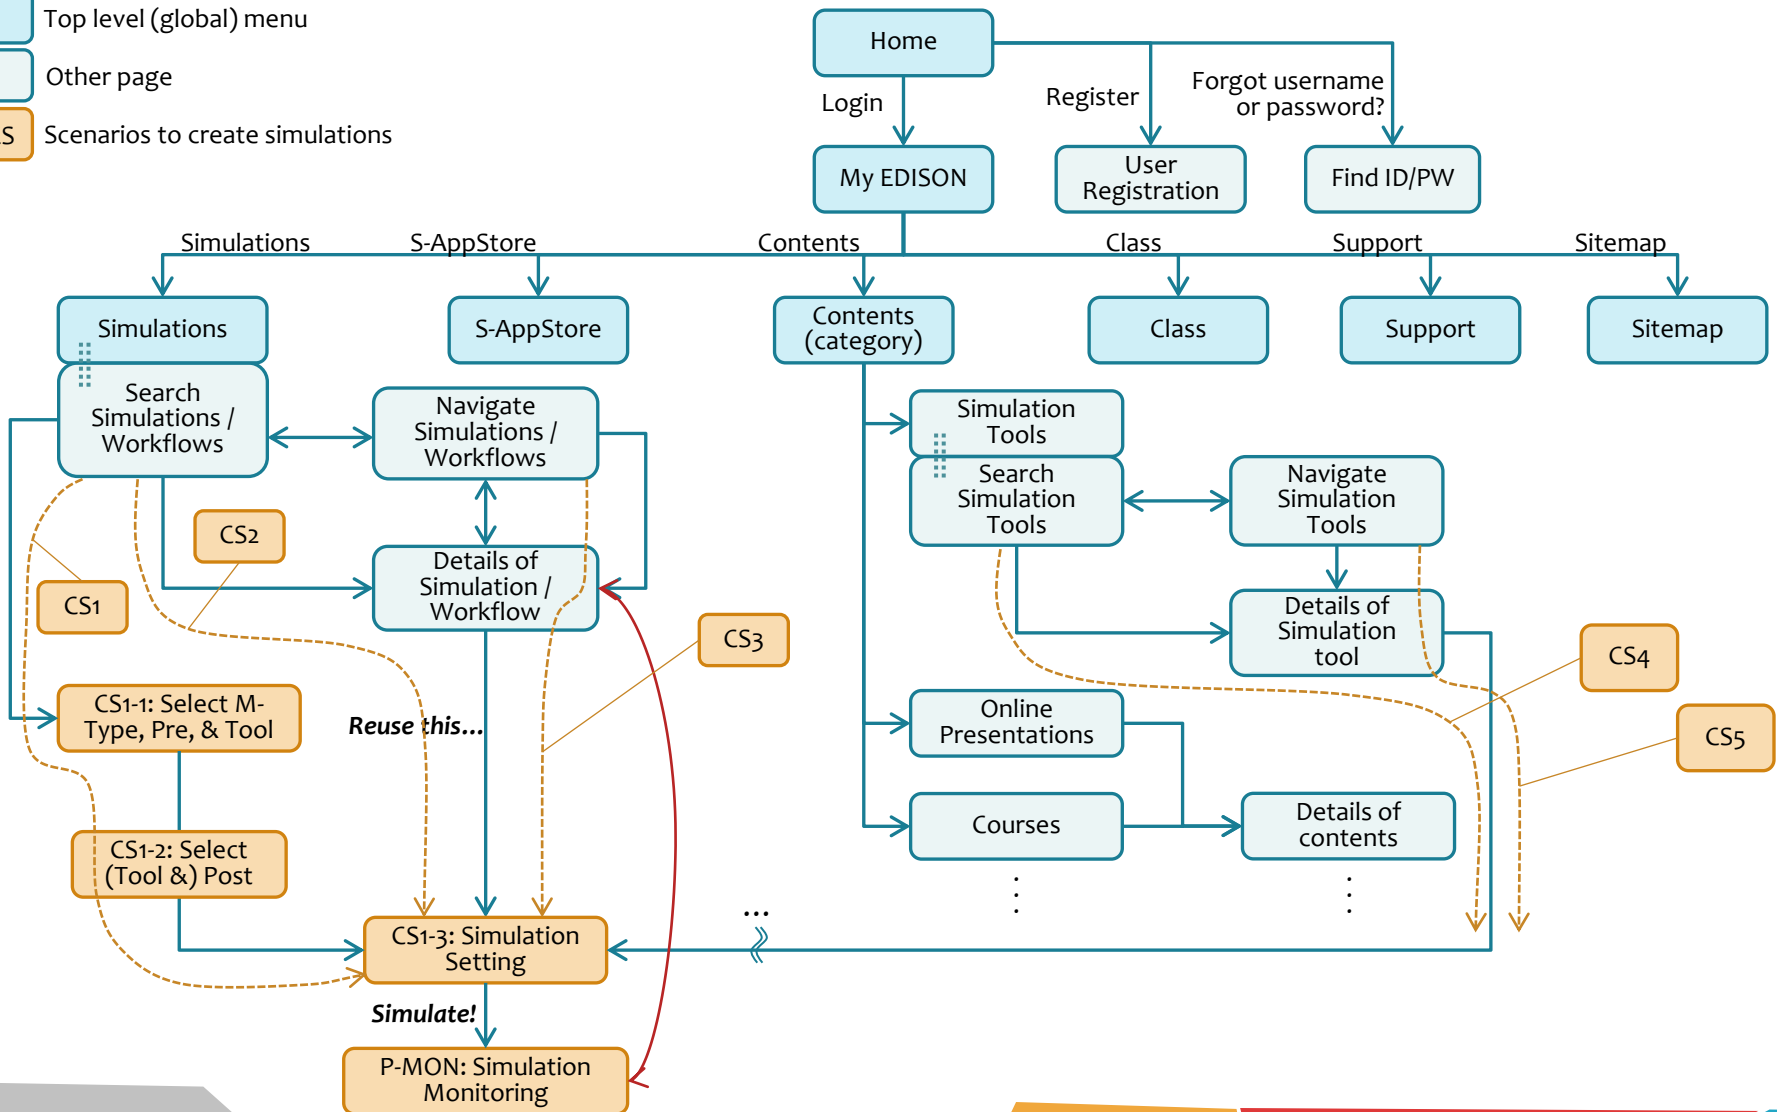 Top level (global) menu
Other page
S
Scenarios to create simulations
Home
Login
Register
Forgot username
or password?
My EDISON
User
Registration
Find ID/PW
Simulations
S-AppStore
Contents
Class
Support
Sitemap
Simulations
S-AppStore
Contents
(category)
Class
Support
Sitemap
Search
Simulations /
Workflows
Navigate
Simulations /
Workflows
Simulation
Tools
Search
Simulation
Tools
Navigate
Simulation
Tools
CS2
CS1
Details of
Simulation /
Workflow
CS3
Details of
Simulation
tool
CS4
CS1-1: Select M-
Type, Pre, & Tool
Reuse this...
Online
Presentations
CS5
CS1-2: Select
(Tool &) Post
Courses
Details of
contents
...
CS1-3: Simulation
Setting
Simulate!
P-MON: Simulation
Monitoring